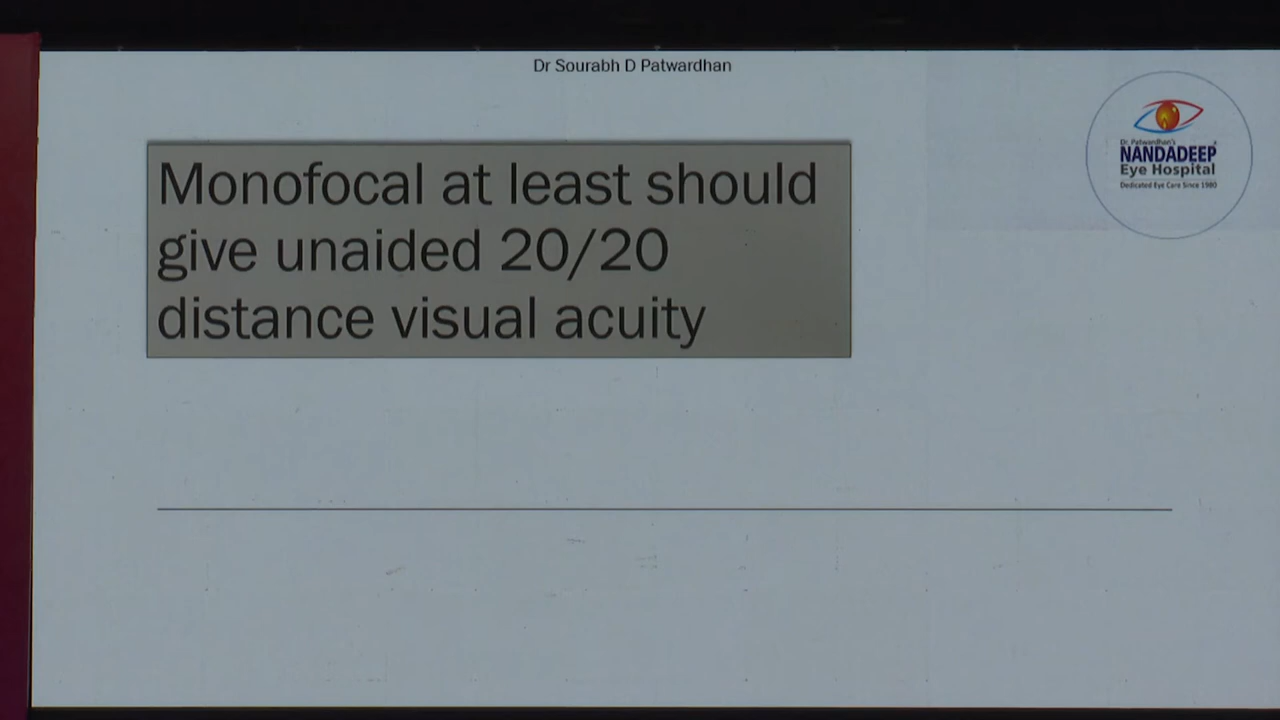 Dr Sourabh D Patwardhan
Dr. Patwardhan's
NANDADEEP
Eye Hospital
Dedicated Eye Care Since 1980
Monofocal at least should
give unaided 20/20
distance visual acuity